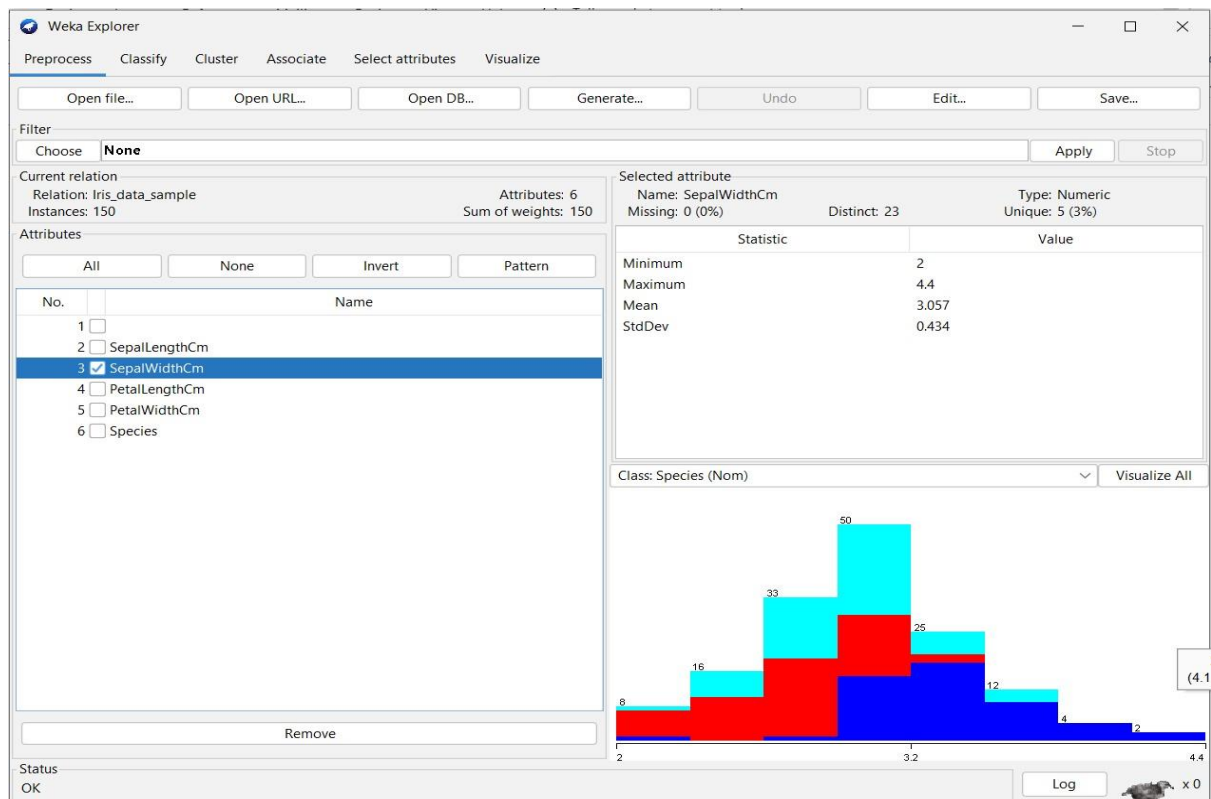 Weka Explorer
Preprocess Classify Cluster Associate Select attributes Visualize
Open file... Open URL... Open DB... Generate... Undo Edit... Save...
Filter
Choose None Apply Stop
Current relation
Relation: Iris_data_sample Attributes: 6
Instances: 150 Sum of weights: 150
Attributes
All None Invert Pattern
No. Name
1
2 SepalLengthCm
3 SepalWidthCm
4 PetalLengthCm
5 PetalWidthCm
6 Species
Remove
Selected attribute
Name: SepalWidthCm Type: Numeric
Missing: 0 (0%) Distinct: 23 Unique: 5 (3%)
Statistic Value
Minimum 2
Maximum 4.4
Mean 3.057
StdDev 0.434
Class: Species (Nom) Visualize All
50
33
25
16
12
8
4
2
(4.1
2 3.2 4.4
Status
OK
Log x 0